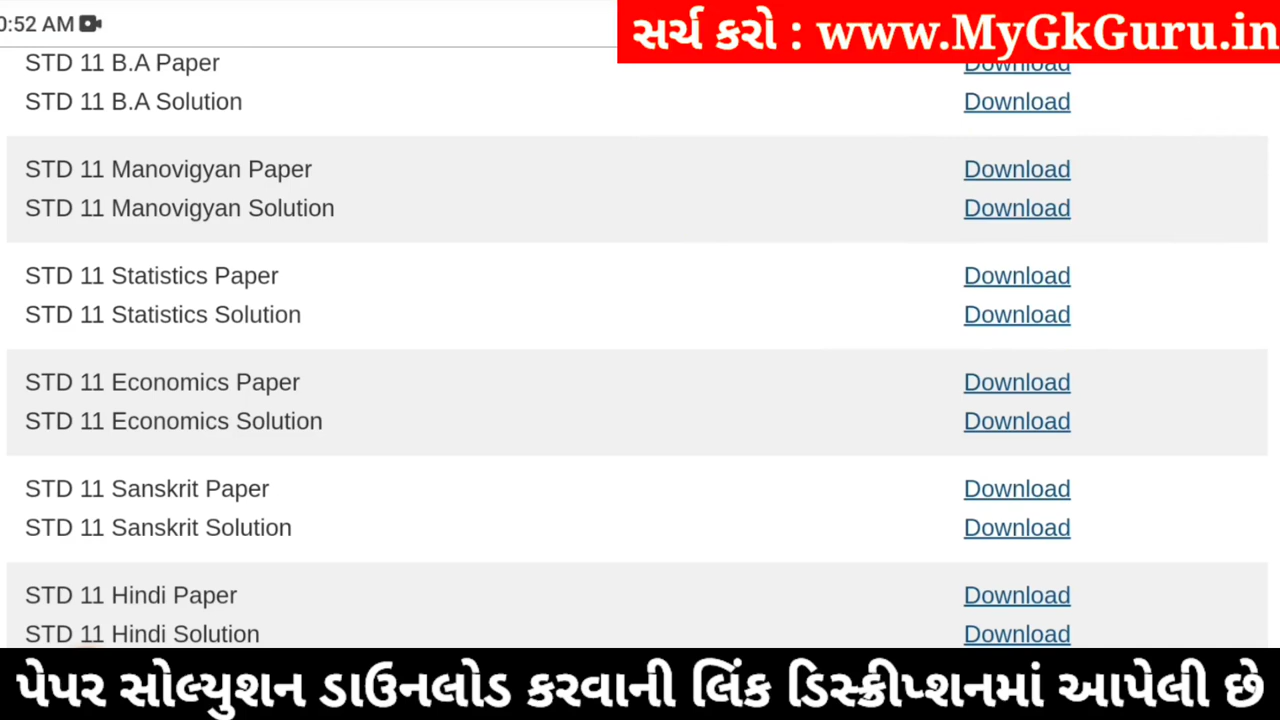 0:52 AM
સર્ચ કરો : www.MyGkGuru.in
STD 11 B.A Paper Download
STD 11 B.A Solution Download
STD 11 Manovigyan Paper Download
STD 11 Manovigyan Solution Download
STD 11 Statistics Paper Download
STD 11 Statistics Solution Download
STD 11 Economics Paper Download
STD 11 Economics Solution Download
STD 11 Sanskrit Paper Download
STD 11 Sanskrit Solution Download
STD 11 Hindi Paper Download
STD 11 Hindi Solution Download
પેપર સોલ્યુશન ડાઉનલોડ કરવાની લિંક ડિસ્ક્રીપ્શનમાં આપેલી છે